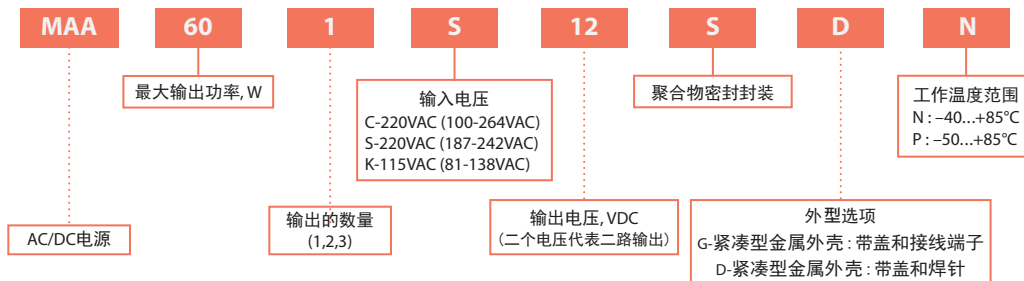 MAA 60 1 S 12 S D N
最大输出功率, W
输入电压
C-220VAC (100-264VAC)
S-220VAC (187-242VAC)
K-115VAC (81-138VAC)
聚合物密封封装
工作温度范围
N : –40...+85℃
P : –50...+85℃
AC/DC电源
输出的数量
(1,2,3)
输出电压, VDC
(二个电压代表二路输出)
外型选项
G-紧凑型金属外壳 : 带盖和接线端子
D-紧凑型金属外壳 : 带盖和焊针